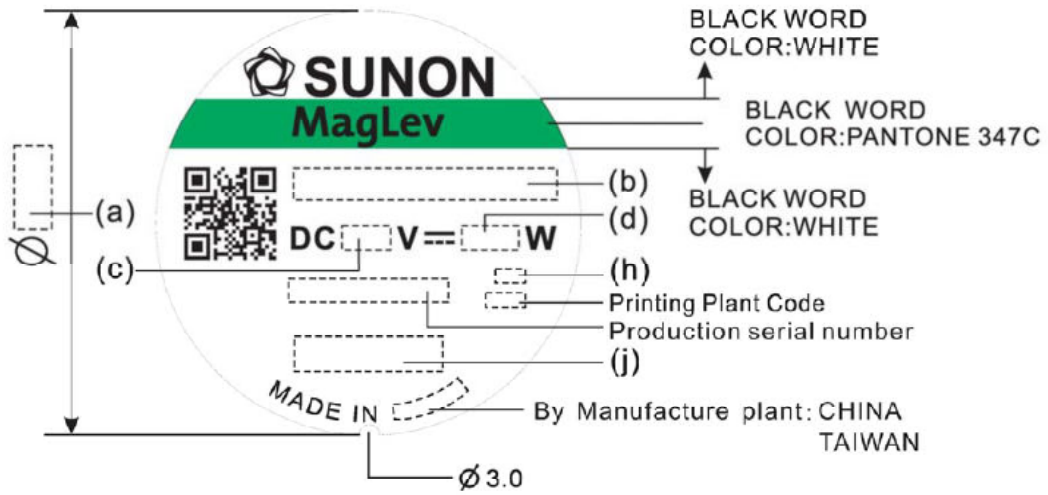 BLACK WORD
COLOR:WHITE
SUNON
MagLev
BLACK WORD
COLOR:PANTONE 347C
(b)
(a)
BLACK WORD
COLOR:WHITE
(d)
DC V W
Ø
(c)
(h)
Printing Plant Code
Production serial number
(j)
MADE IN
By Manufacture plant: CHINA
TAIWAN
Ø 3.0